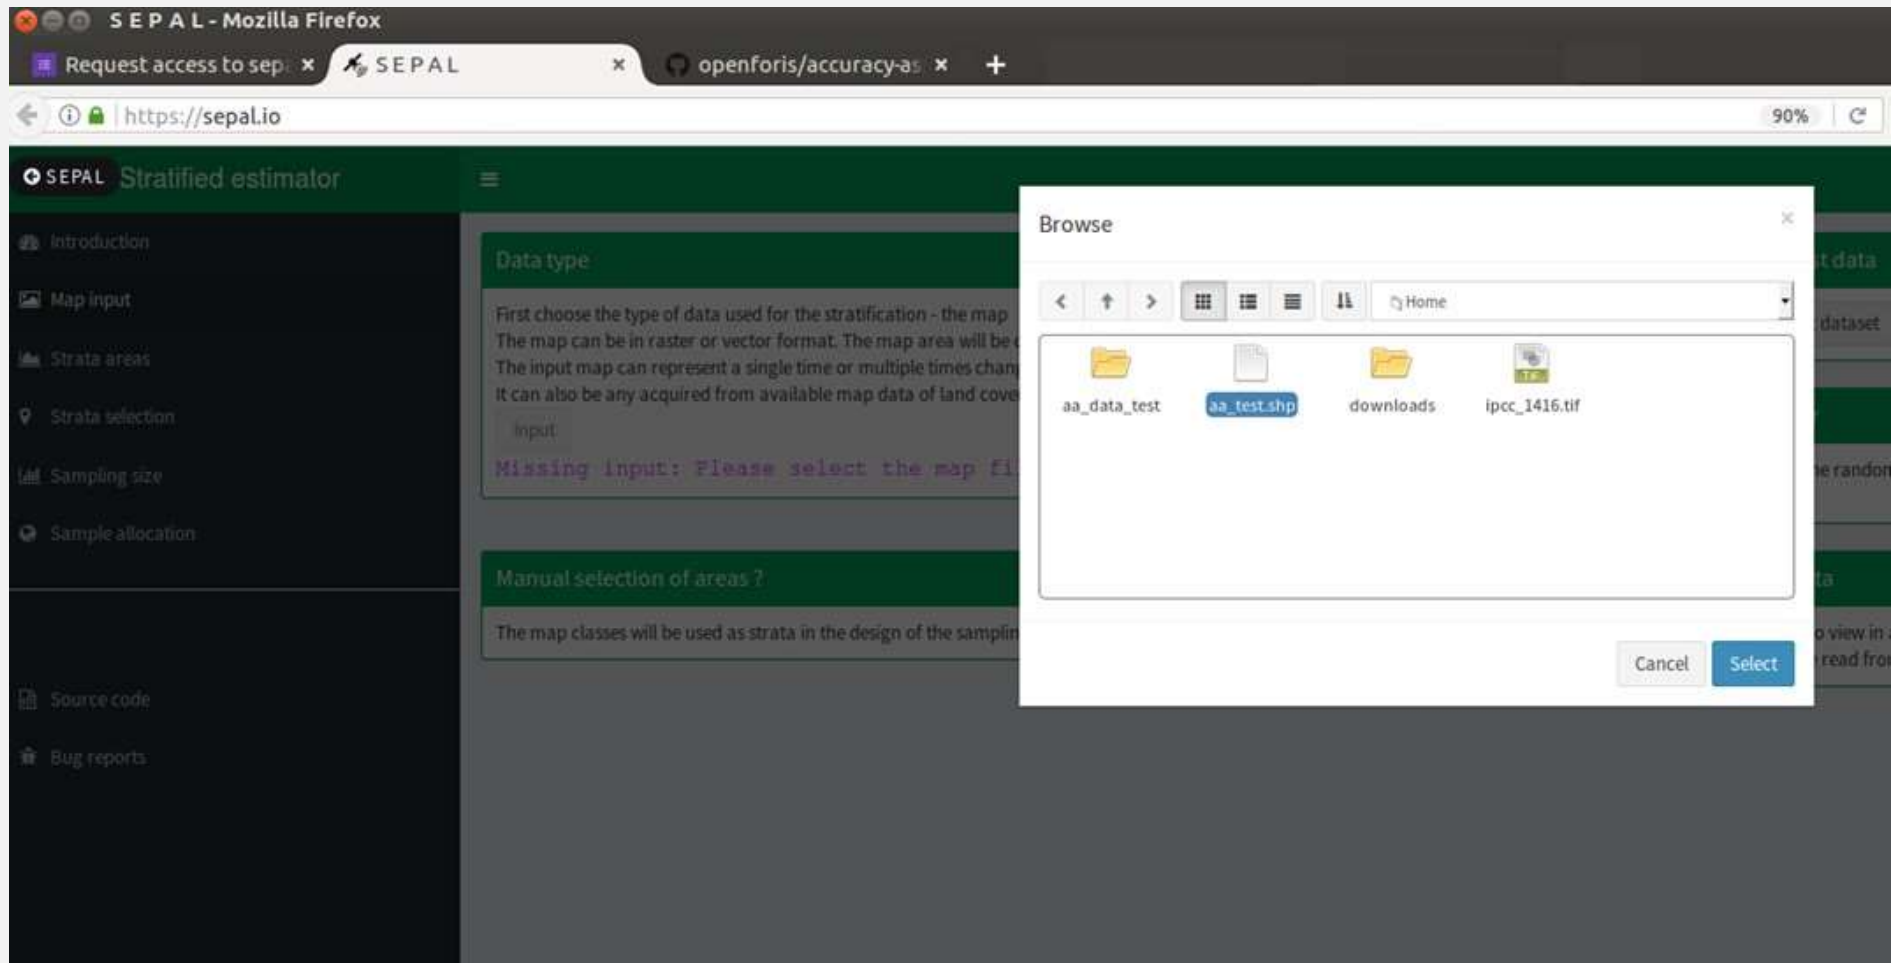 S E P A L - Mozilla Firefox
Request access to sep
S E P A L
openforis/accuracy-as
https://sepal.io
90%
SEPAL Stratified estimator
Introduction
Map input
Strata areas
Strata selection
Sampling size
Sample allocation
Source code
Bug reports
Data type
First choose the type of data used for the stratification - the map
The map can be in raster or vector format. The map area will be
The input map can represent a single time or multiple times
It can also be any acquired from available map data of land
Input
Missing input: Please select the map
Manual selection of areas ?
The map classes will be used as strata in the design of the
Browse
Home
aa_data_test
aa_test.shp
downloads
ipcc_1416.tif
TIF
Cancel
Select
data
dataset
view in
read